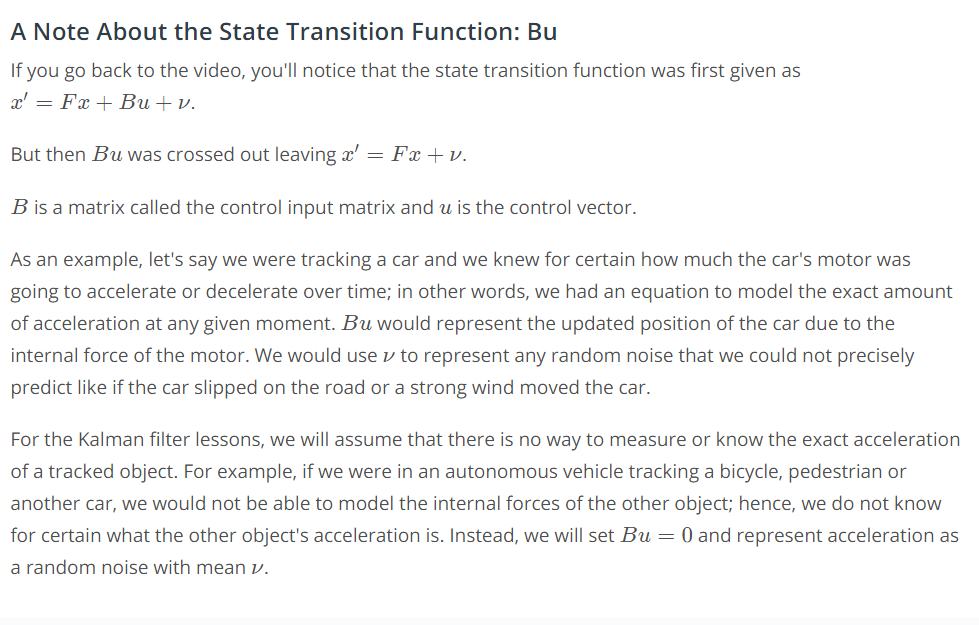 A Note About the State Transition Function: Bu
If you go back to the video, you'll notice that the state transition function was first given as
x′ = Fx + Bu + ν.
But then Bu was crossed out leaving x′ = Fx + ν.
B is a matrix called the control input matrix and u is the control vector.
As an example, let's say we were tracking a car and we knew for certain how much the car's motor was
going to accelerate or decelerate over time; in other words, we had an equation to model the exact amount
of acceleration at any given moment. Bu would represent the updated position of the car due to the
internal force of the motor. We would use ν to represent any random noise that we could not precisely
predict like if the car slipped on the road or a strong wind moved the car.
For the Kalman filter lessons, we will assume that there is no way to measure or know the exact acceleration
of a tracked object. For example, if we were in an autonomous vehicle tracking a bicycle, pedestrian or
another car, we would not be able to model the internal forces of the other object; hence, we do not know
for certain what the other object's acceleration is. Instead, we will set Bu = 0 and represent acceleration as
a random noise with mean ν.